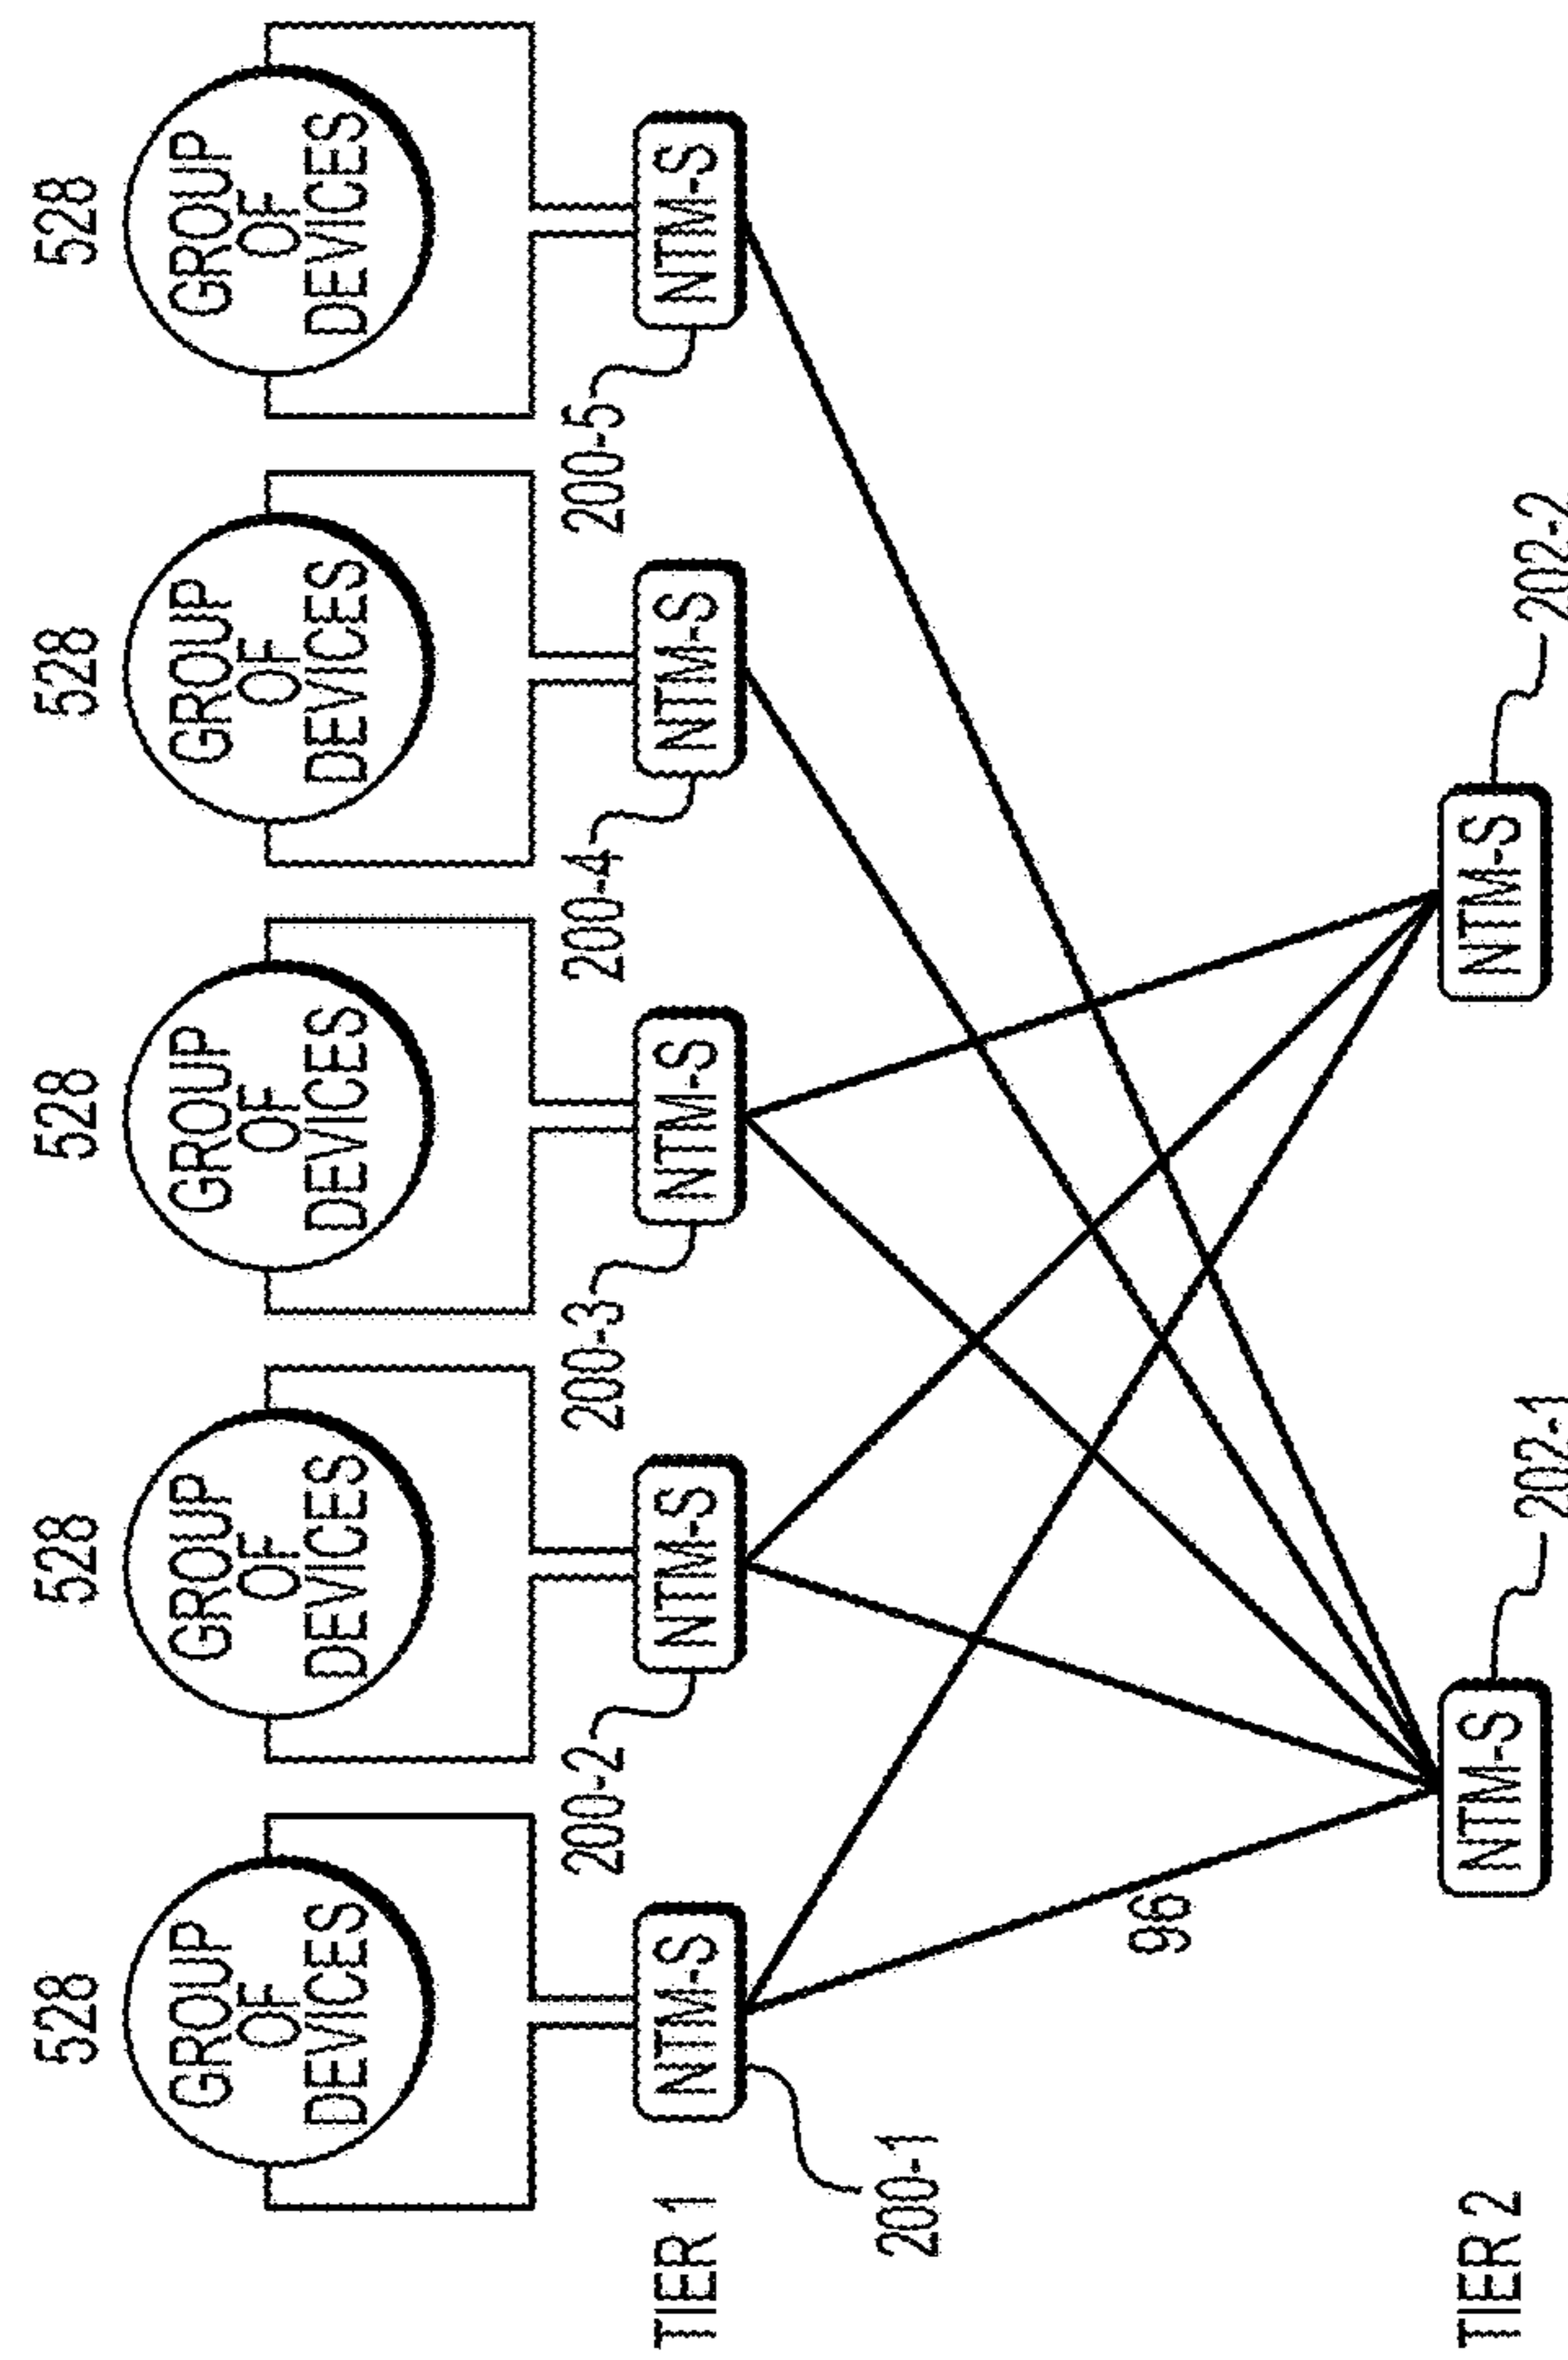 528
528
528
528
528
GROUP
OF
DEVICES
GROUP
OF
DEVICES
GROUP
OF
DEVICES
GROUP
OF
DEVICES
GROUP
OF
DEVICES
200-2
200-3
200-4
200-5
TIER 1
NTM-S
NTM-S
NTM-S
NTM-S
NTM-S
200-1
96
TIER 2
NTM-S
NTM-S
202-1
202-2